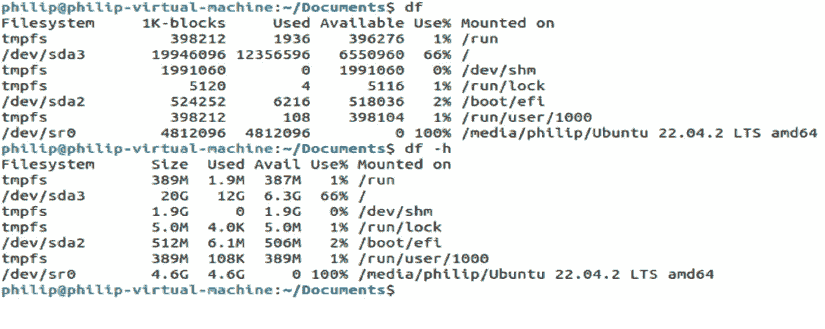 philip@philip-virtual-machine:~/Documents$ df
Filesystem     1K-blocks     Used Available Use% Mounted on
tmpfs             398212     1936    396276   1% /run
/dev/sda3       19946096 12356596   6550960  66% /
tmpfs            1991060        0   1991060   0% /dev/shm
tmpfs               5120        4      5116   1% /run/lock
/dev/sda2         524252     6216    518036   2% /boot/efi
tmpfs             398212      108    398104   1% /run/user/1000
/dev/sr0         4812096  4812096         0 100% /media/philip/Ubuntu 22.04.2 LTS amd64
philip@philip-virtual-machine:~/Documents$ df -h
Filesystem      Size  Used Avail Use% Mounted on
tmpfs           389M  1.9M  387M   1% /run
/dev/sda3        20G   12G  6.3G  66% /
tmpfs           1.9G     0  1.9G   0% /dev/shm
tmpfs           5.0M  4.0K  5.0M   1% /run/lock
/dev/sda2       512M  6.1M  506M   2% /boot/efi
tmpfs           389M  108K  389M   1% /run/user/1000
/dev/sr0        4.6G  4.6G     0 100% /media/philip/Ubuntu 22.04.2 LTS amd64
philip@philip-virtual-machine:~/Documents$